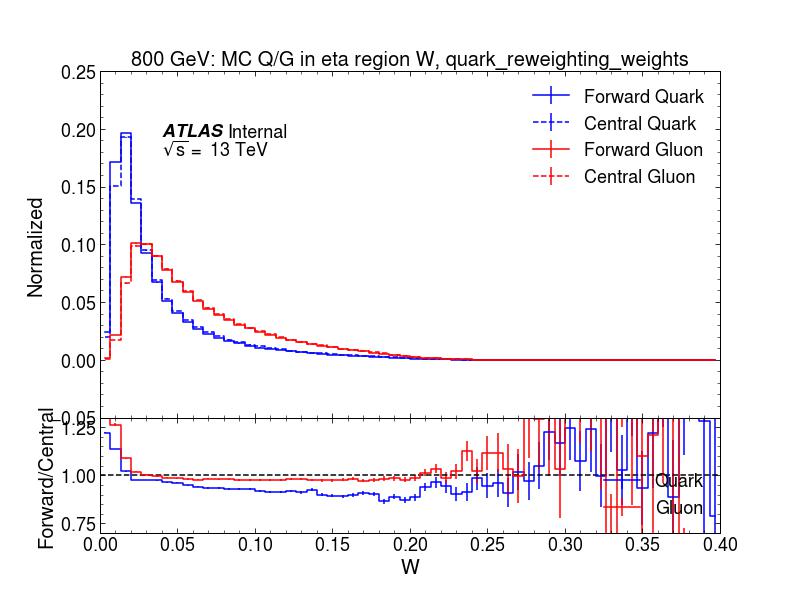 800 GeV: MC Q/G in eta region W, quark_reweighting_weights
0.25
0.20
0.15
0.10
0.05
0.00
0.05
Normalized
ATLAS Internal
√s = 13 TeV
Forward Quark
Central Quark
Forward Gluon
Central Gluon
1.25
1.00
0.75
Forward/Central
Quark
Gluon
0.00 0.05 0.10 0.15 0.20 0.25 0.30 0.35 0.40
W